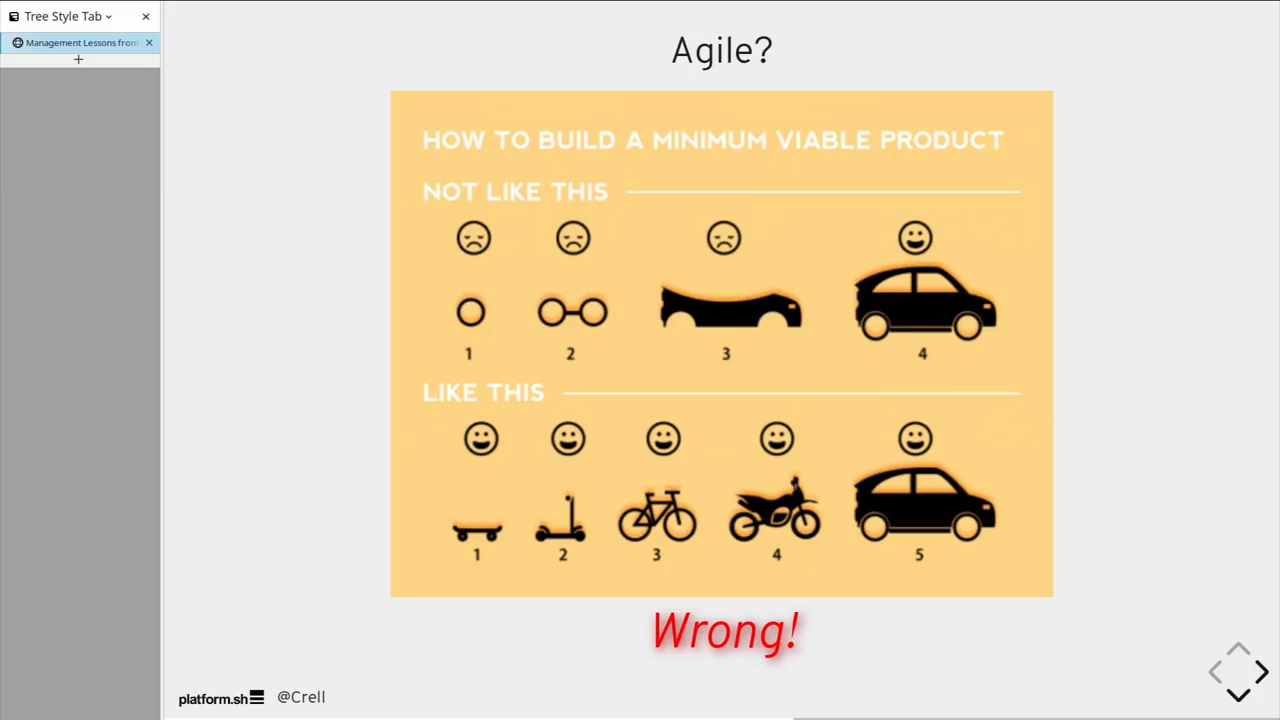 Tree Style Tab
Management Lessons from
Agile?
HOW TO BUILD A MINIMUM VIABLE PRODUCT
NOT LIKE THIS
1 2 3 4
LIKE THIS
1 2 3 4 5
Wrong!
platform.sh @Crell